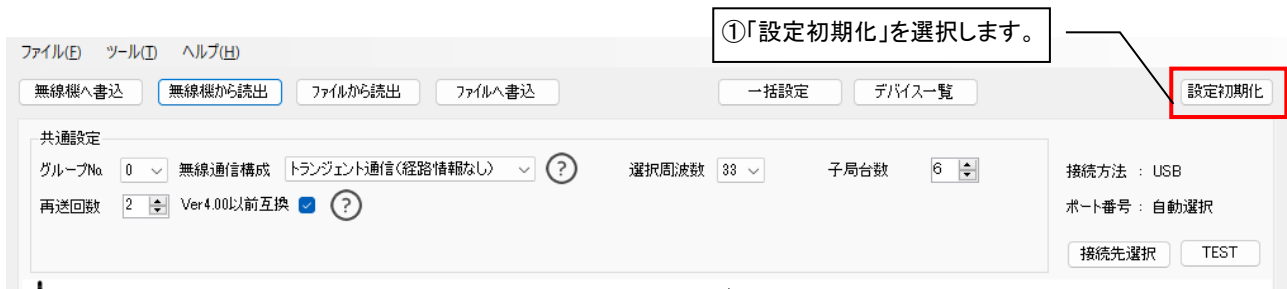 ①「設定初期化」を選択します。
ファイル(F) ツール(T) ヘルプ(H)
無線機へ書込 無線機から読出 ファイルから読出 ファイルへ書込 一括設定 デバイス一覧 設定初期化
共通設定
グループNo. 0 無線通信構成 トランジェント通信(経路情報なし) ? 選択周波数 33 子局台数 6
再送回数 2 Ver4.00以前互換 ?
接続方法 : USB
ポート番号 : 自動選択
接続先選択 TEST